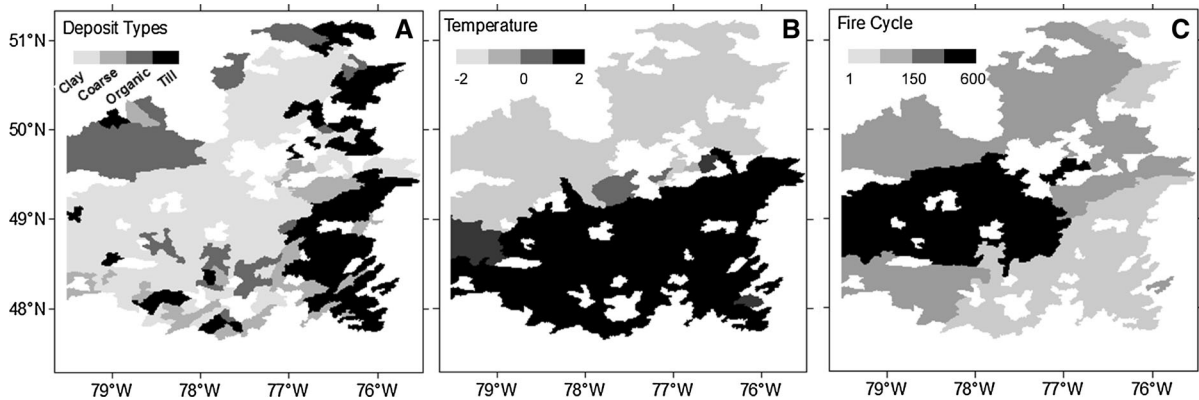 Deposit Types
A
Clay
Coarse
Organic
Till
Temperature
B
-2 0 2
Fire Cycle
C
1 150 600
51°N
50°N
49°N
48°N
79°W 78°W 77°W 76°W
79°W 78°W 77°W 76°W
79°W 78°W 77°W 76°W